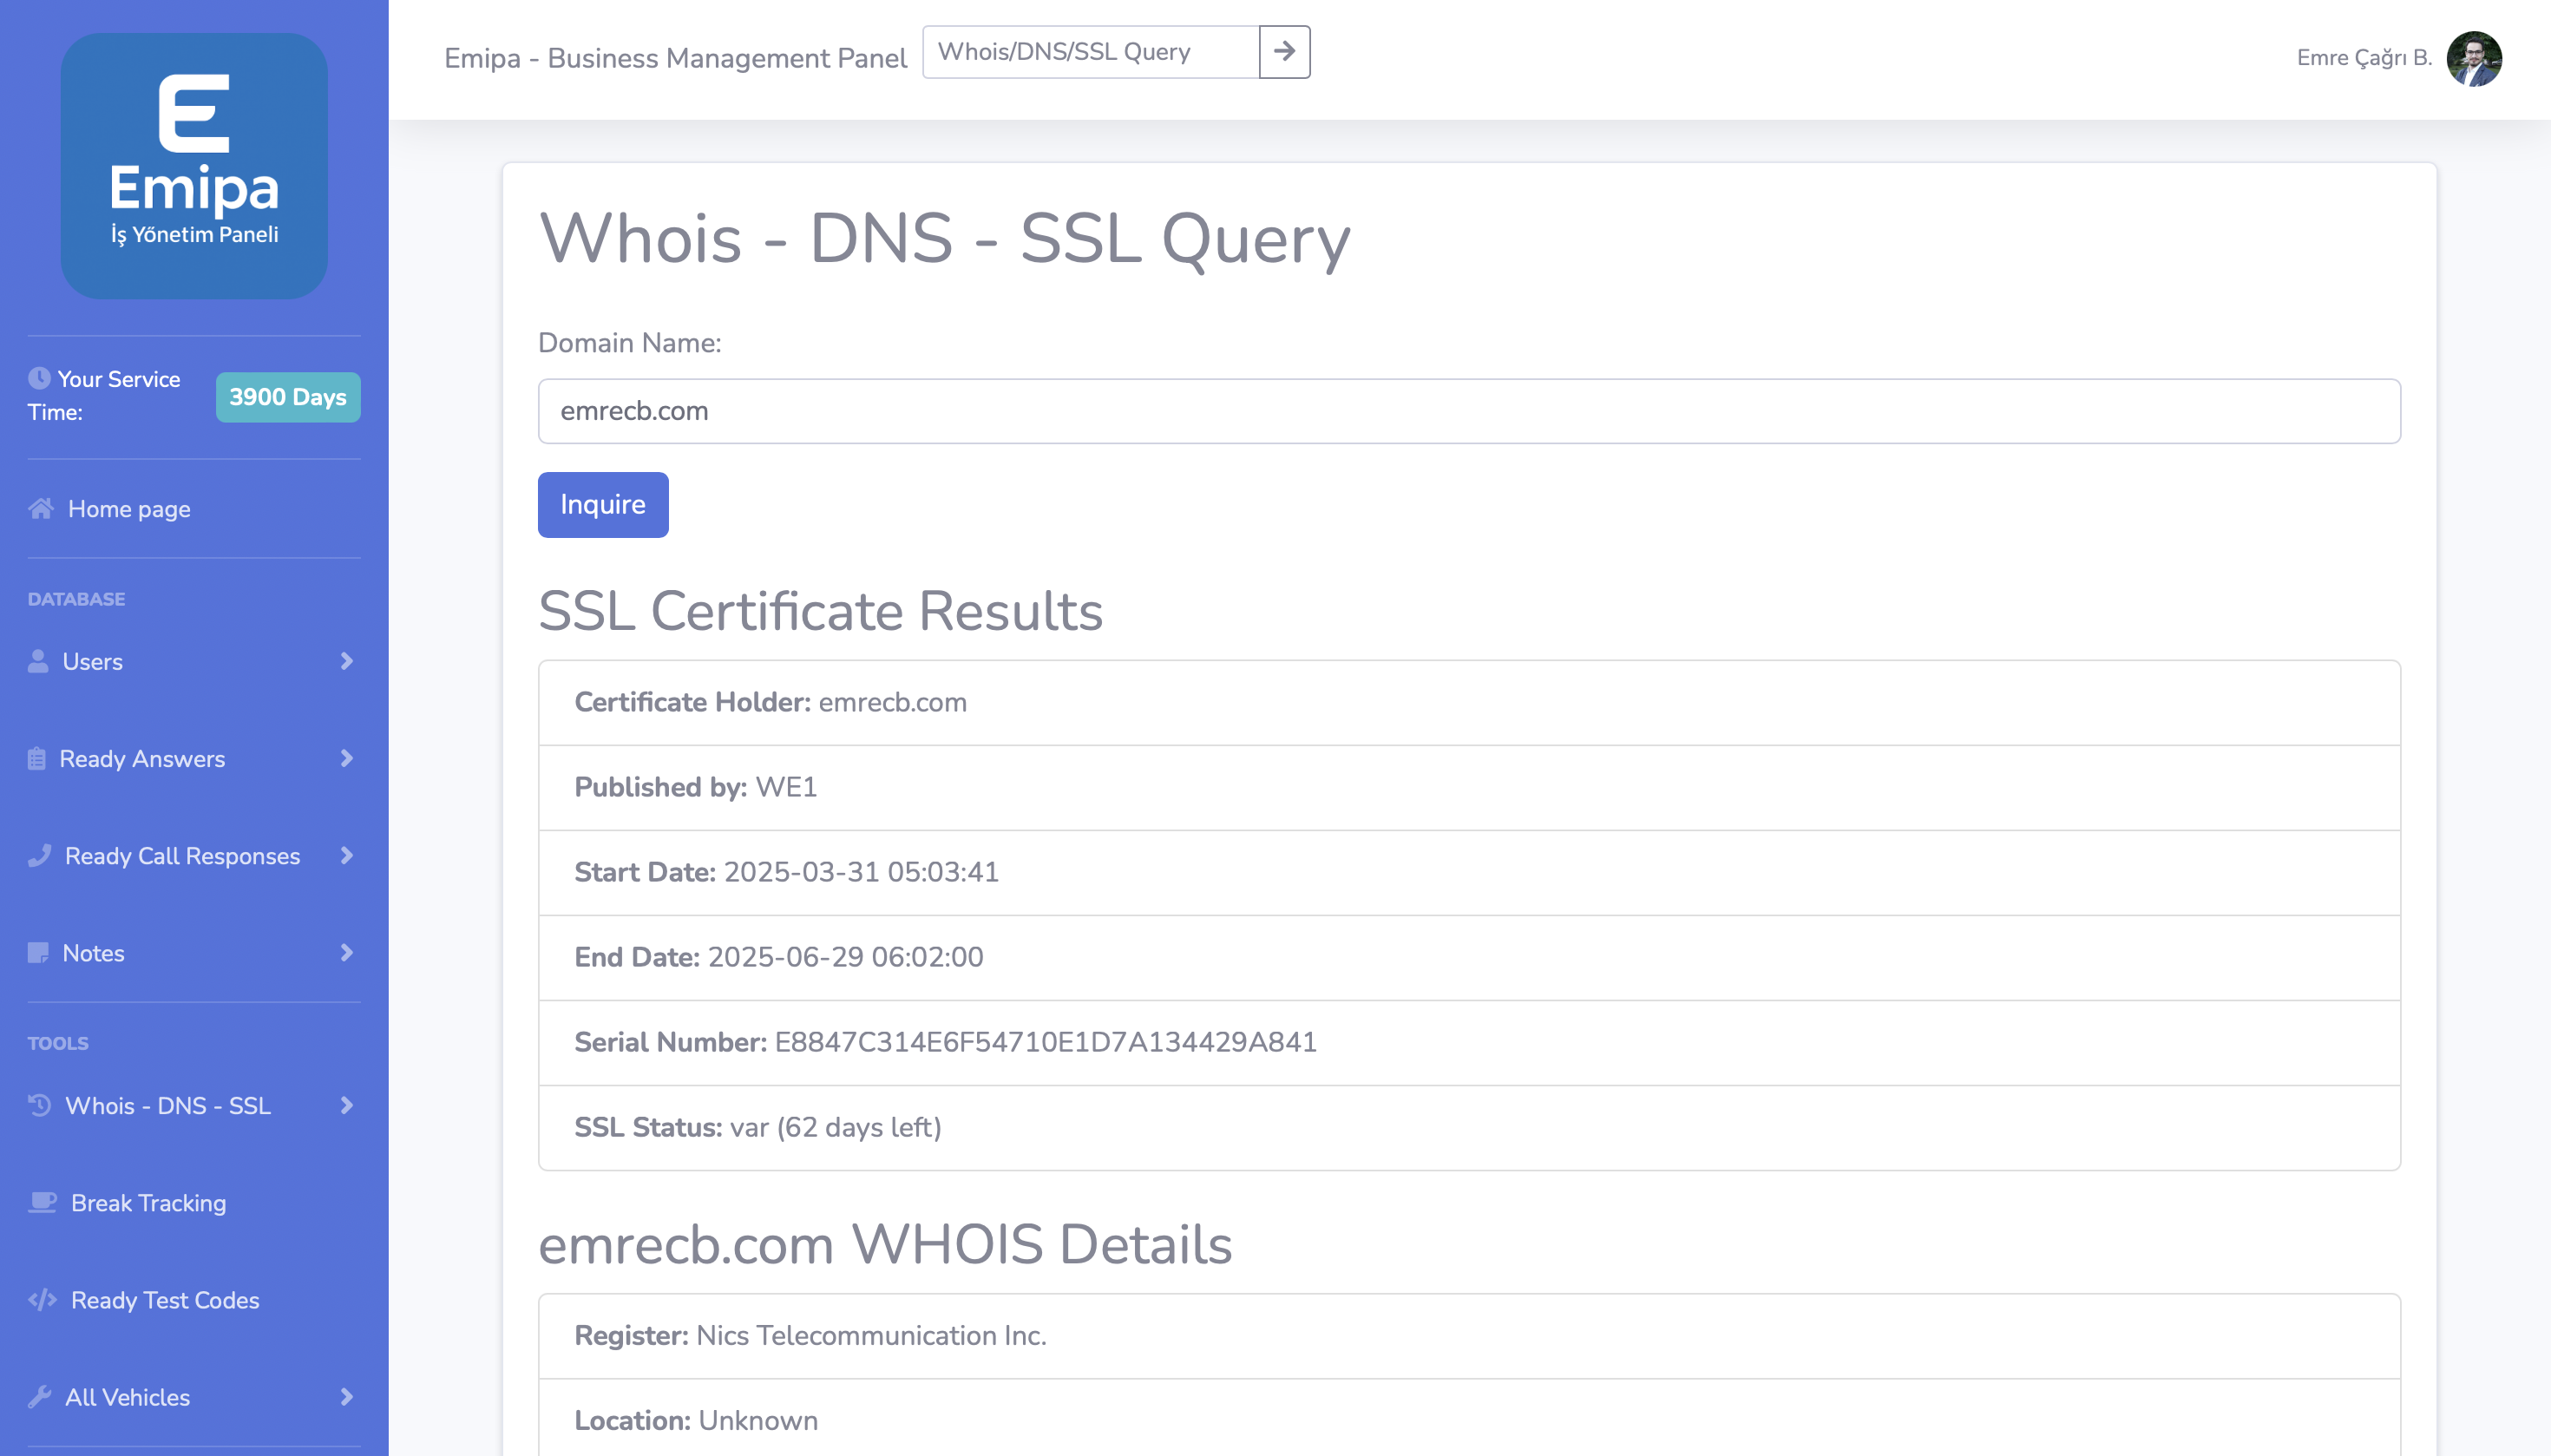 E
Emipa
İş Yönetim Paneli
Your Service
Time:
3900 Days
Home page
DATABASE
Users
Ready Answers
Ready Call Responses
Notes
TOOLS
Whois - DNS - SSL
Break Tracking
Ready Test Codes
All Vehicles
Emipa - Business Management Panel
Whois/DNS/SSL Query
Emre Çağrı B.
Whois - DNS - SSL Query
Domain Name:
emrecb.com
Inquire
SSL Certificate Results
Certificate Holder: emrecb.com
Published by: WE1
Start Date: 2025-03-31 05:03:41
End Date: 2025-06-29 06:02:00
Serial Number: E8847C314E6F54710E1D7A134429A841
SSL Status: var (62 days left)
emrecb.com WHOIS Details
Register: Nics Telecommunication Inc.
Location: Unknown